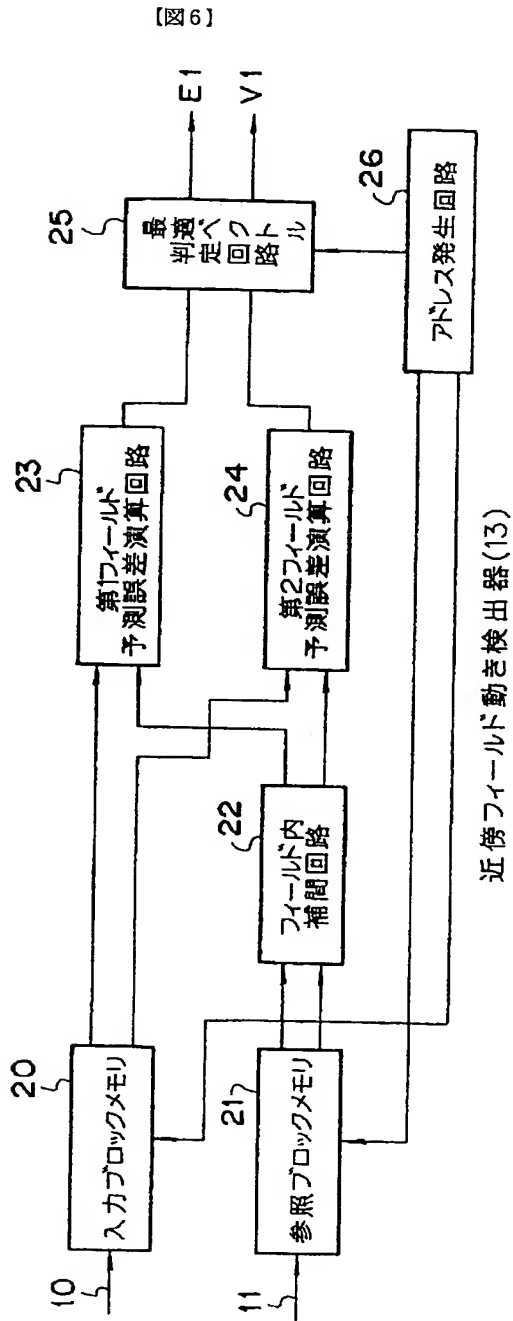 【図6】
10
20
入力ブロックメモリ
11
21
参照ブロックメモリ
22
フィールド内
補間回路
23
第1フィールド
予測誤差演算回路
24
第2フィールド
予測誤差演算回路
25
最適ベクトル
判定回路
E1
V1
26
アドレス発生回路
近傍フィールド動き検出器(13)